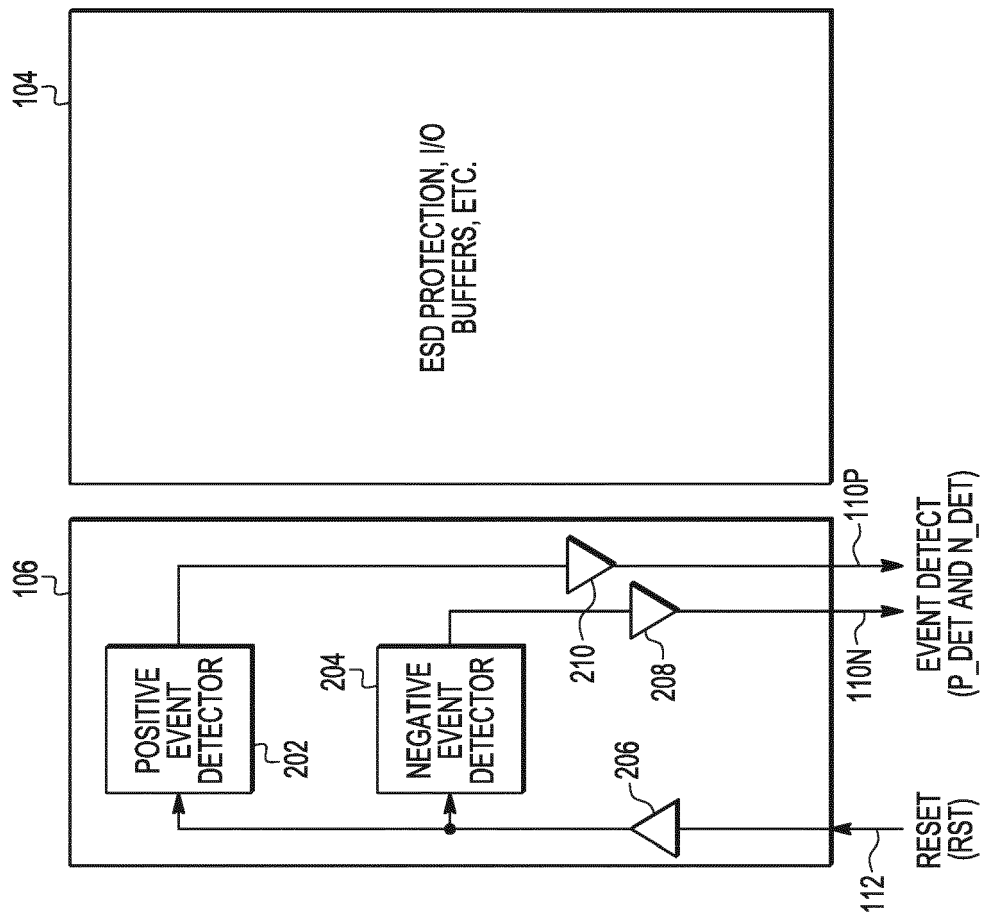 106
104
POSITIVE
EVENT
DETECTOR
202
204
NEGATIVE
EVENT
DETECTOR
206
210
208
ESD PROTECTION, I/O
BUFFERS, ETC.
112
RESET
(RST)
110N
110P
EVENT DETECT
(P_DET AND N_DET)